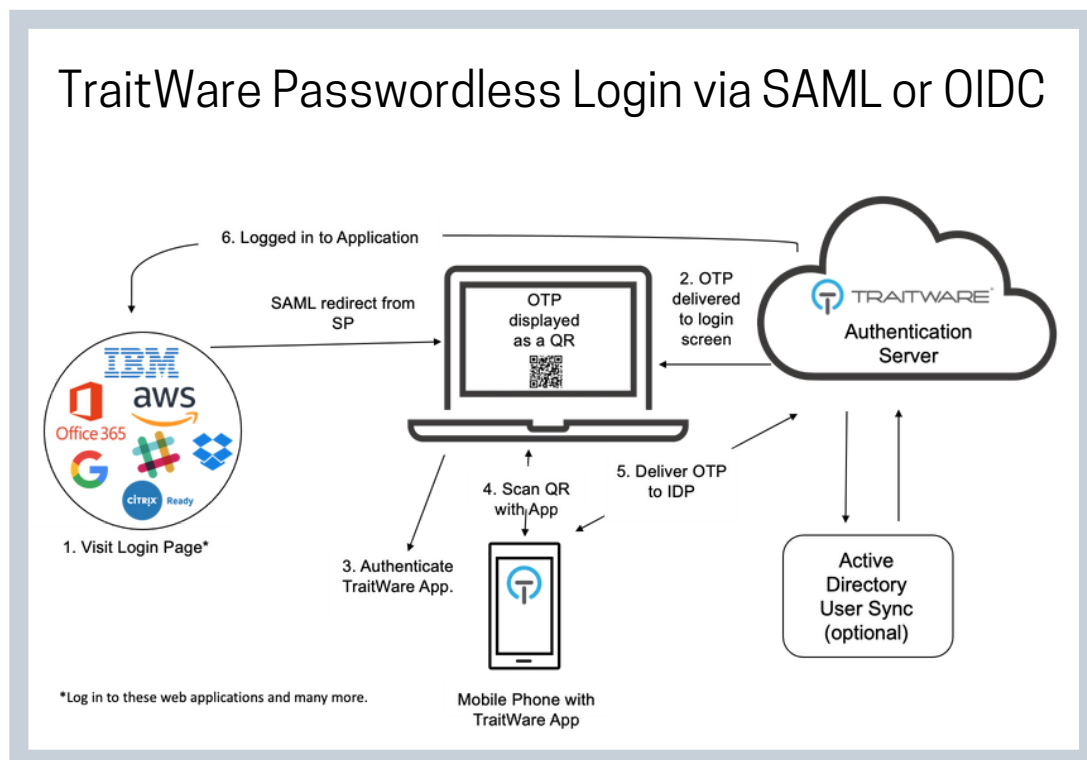 TraitWare Passwordless Login via SAML or OIDC
6. Logged in to Application
SAML redirect from
SP
OTP
displayed
as a QR
2. OTP
delivered
to login
screen
TRAITWARE
Authentication
Server
IBM
aws
Office 365
G
CITRIX Ready
1. Visit Login Page*
3. Authenticate
TraitWare App.
4. Scan QR
with App
5. Deliver OTP
to IDP
Active
Directory
User Sync
(optional)
*Log in to these web applications and many more.
Mobile Phone with
TraitWare App